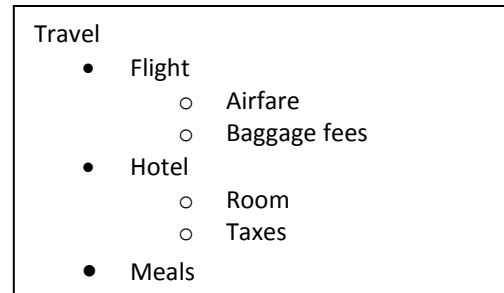 Travel
• Flight
o Airfare
o Baggage fees
• Hotel
o Room
o Taxes
• Meals